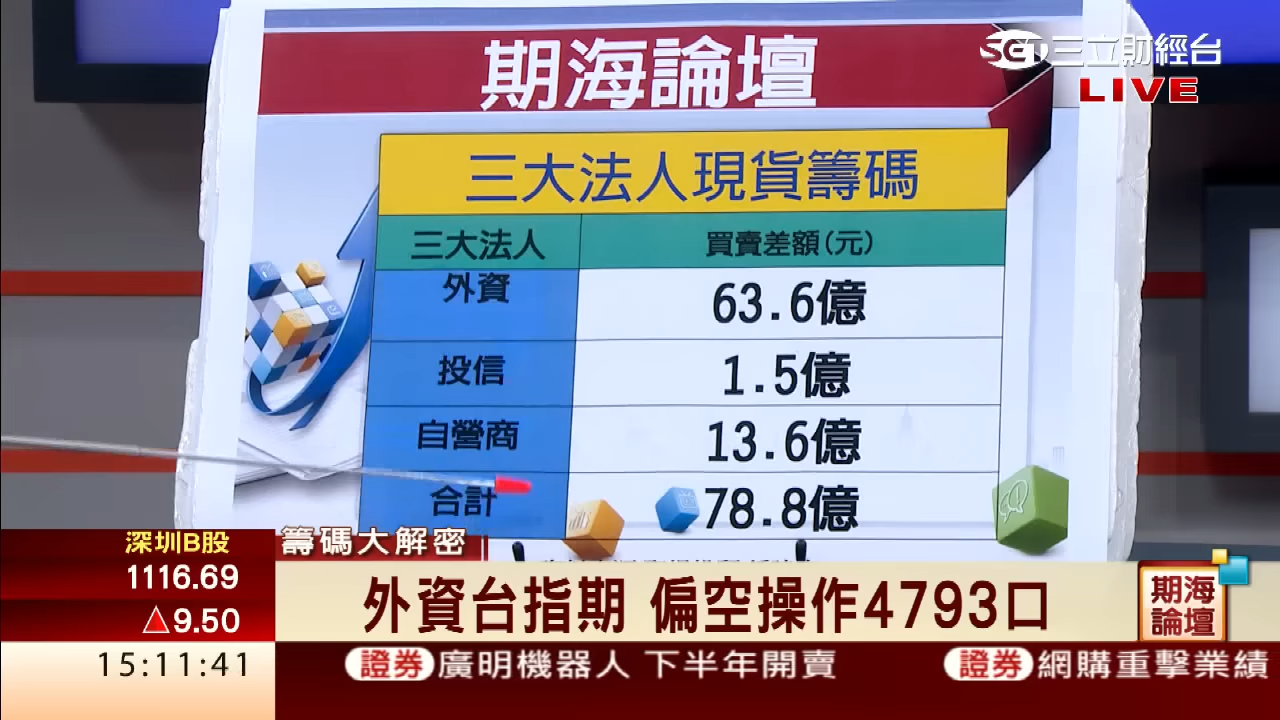 期海論壇
三立財經台
LIVE
三大法人現貨籌碼
三大法人 買賣差額(元)
外資 63.6億
投信 1.5億
自營商 13.6億
合計 78.8億
深圳B股
1116.69
△9.50
15:11:41
籌碼大解密
外資台指期 偏空操作4793口
期海
論壇
證券 廣明機器人 下半年開賣 證券 網購重擊業績